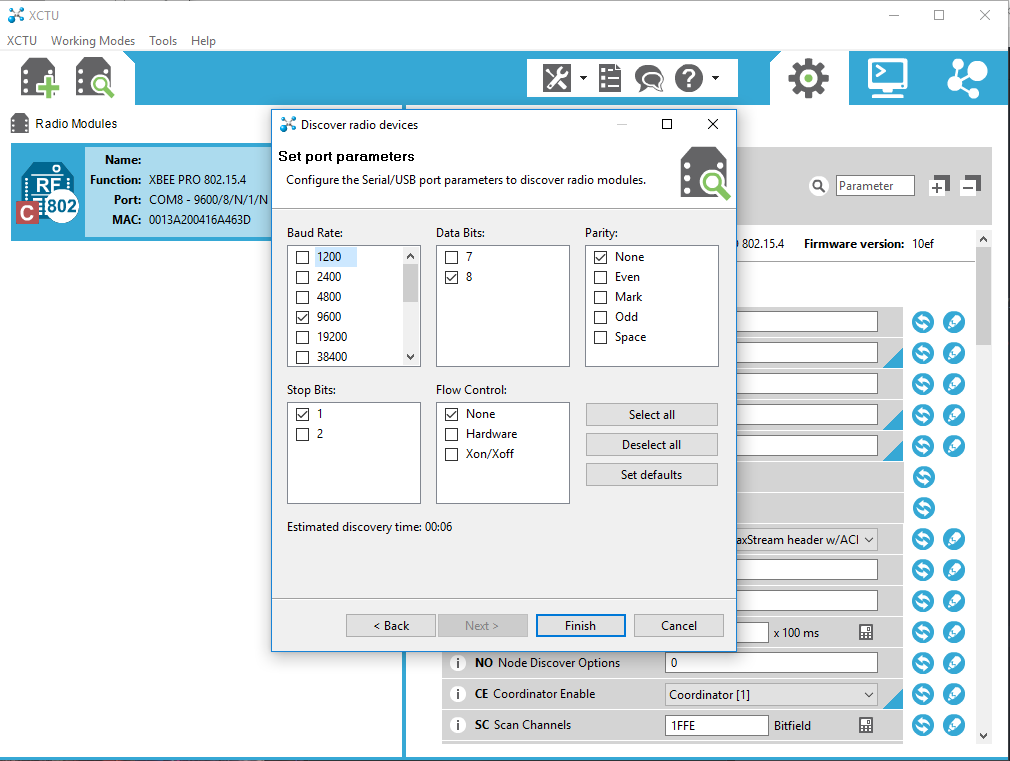 XCTU
XCTU Working Modes Tools Help
Radio Modules
RF
C 802
Name:
Function: XBEE PRO 802.15.4
Port: COM8 - 9600/8/N/1/N
MAC: 0013A200416A463D
Parameter
802.15.4 Firmware version: 10ef
Discover radio devices
Set port parameters
Configure the Serial/USB port parameters to discover radio modules.
Baud Rate:
1200
2400
4800
9600
19200
38400
Data Bits:
7
8
Parity:
None
Even
Mark
Odd
Space
Stop Bits:
1
2
Flow Control:
None
Hardware
Xon/Xoff
Select all
Deselect all
Set defaults
Estimated discovery time: 00:06
< Back Next > Finish Cancel
axStream header w/ACI
x 100 ms
i NO Node Discover Options 0
i CE Coordinator Enable Coordinator [1]
i SC Scan Channels 1FFE Bitfield